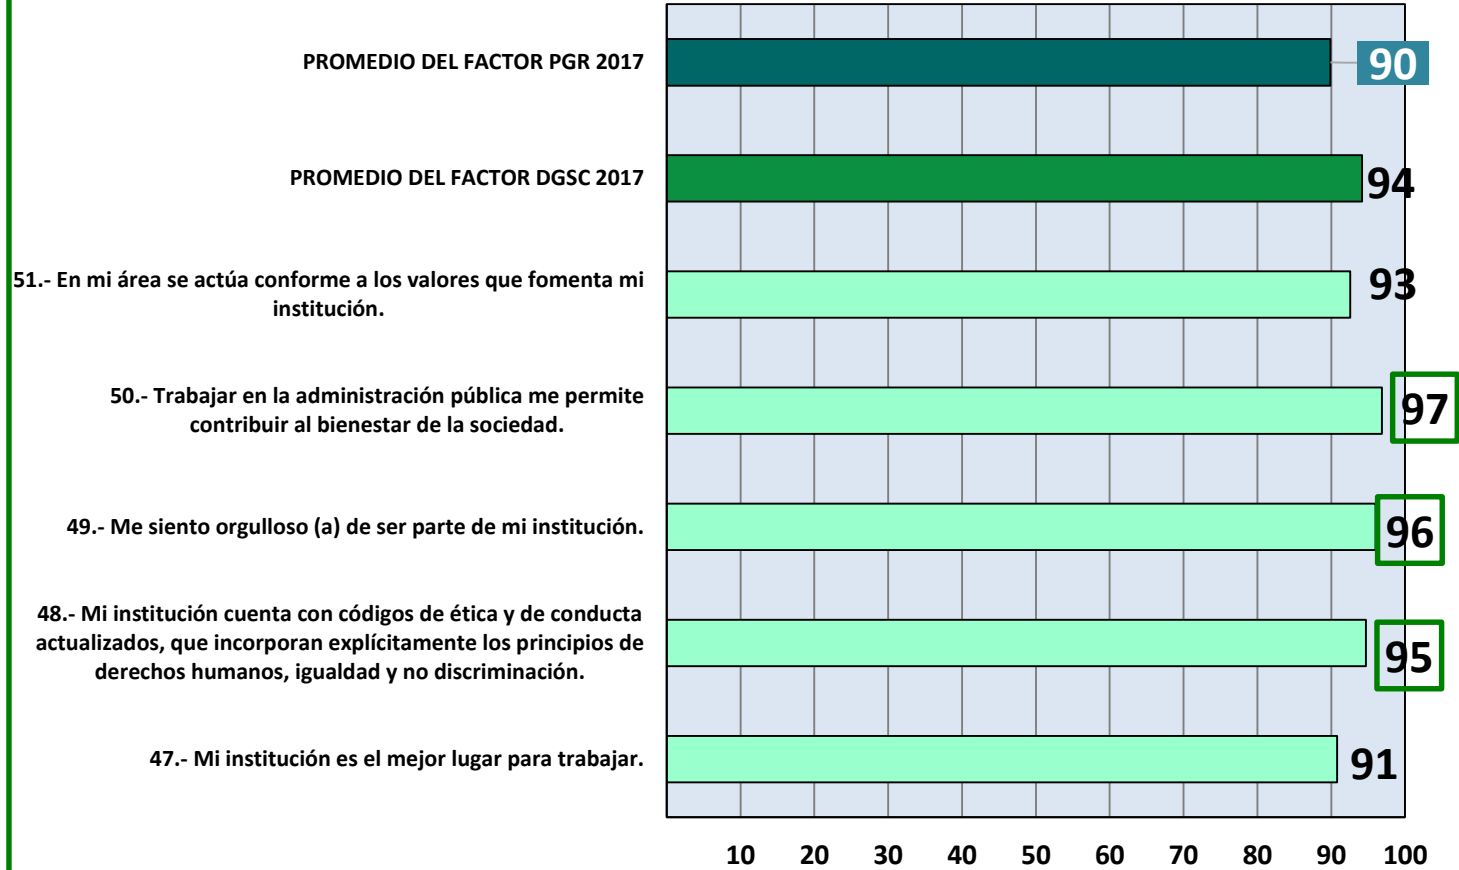 PROMEDIO DEL FACTOR PGR 2017
90
PROMEDIO DEL FACTOR DGSC 2017
94
51.- En mi área se actúa conforme a los valores que fomenta mi
institución.
93
50.- Trabajar en la administración pública me permite
contribuir al bienestar de la sociedad.
97
49.- Me siento orgulloso (a) de ser parte de mi institución.
96
48.- Mi institución cuenta con códigos de ética y de conducta
actualizados, que incorporan explícitamente los principios de
derechos humanos, igualdad y no discriminación.
95
47.- Mi institución es el mejor lugar para trabajar.
91
10 20 30 40 50 60 70 80 90 100